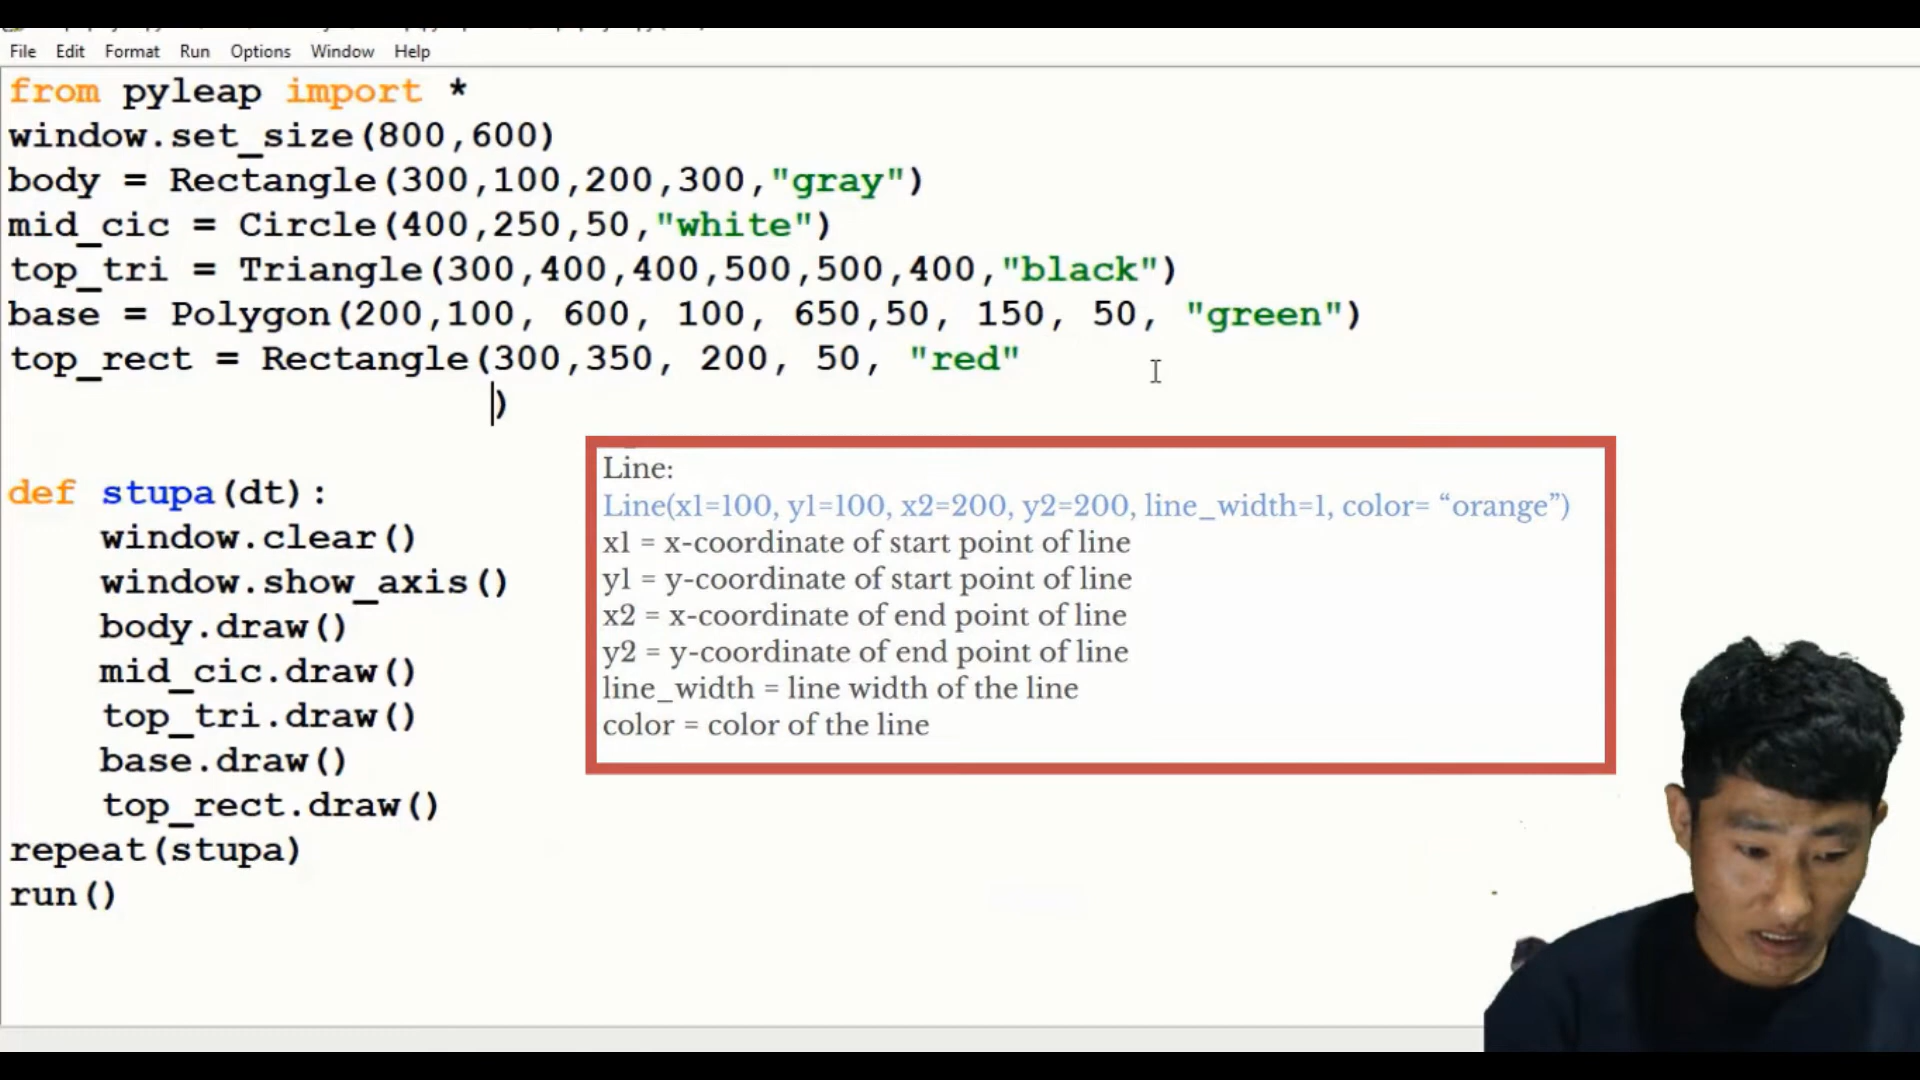 File Edit Format Run Options Window Help
from pyleap import *
window.set_size(800,600)
body = Rectangle(300,100,200,300,"gray")
mid_cic = Circle(400,250,50,"white")
top_tri = Triangle(300,400,400,500,500,400,"black")
base = Polygon(200,100, 600, 100, 650,50, 150, 50, "green")
top_rect = Rectangle(300,350, 200, 50, "red"
)
def stupa(dt):
window.clear()
window.show_axis()
body.draw()
mid_cic.draw()
top_tri.draw()
base.draw()
top_rect.draw()
repeat(stupa)
run()
Line:
Line(x1=100, y1=100, x2=200, y2=200, line_width=1, color= “orange”)
x1 = x-coordinate of start point of line
y1 = y-coordinate of start point of line
x2 = x-coordinate of end point of line
y2 = y-coordinate of end point of line
line_width = line width of the line
color = color of the line